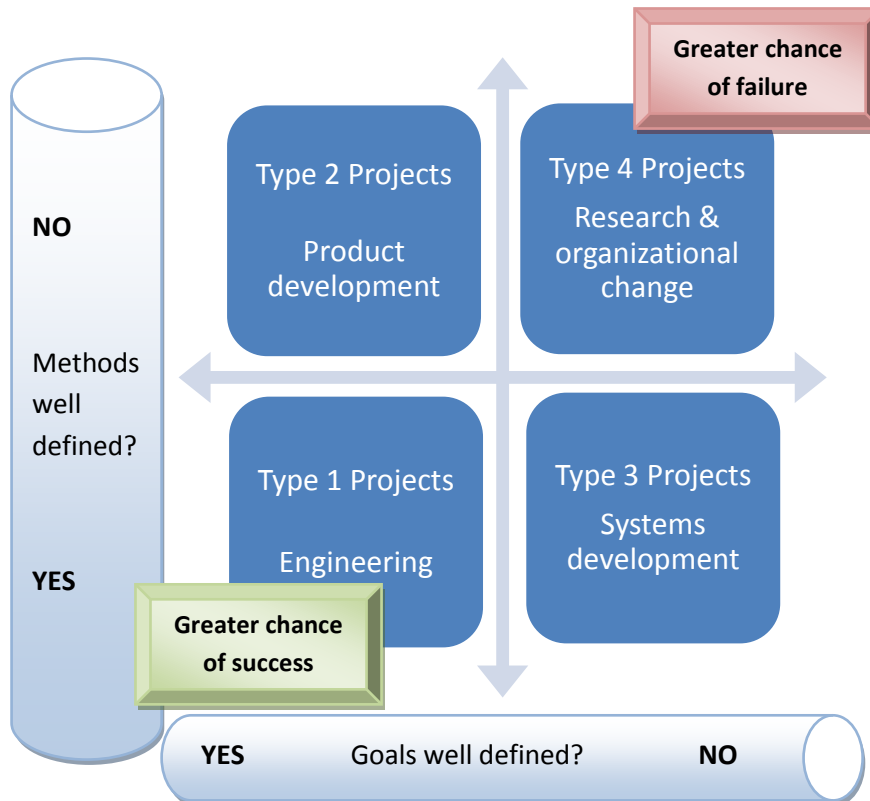 Greater chance
of failure
NO
Methods
well
defined?
YES
Type 2 Projects
Product
development
Type 4 Projects
Research &
organizational
change
Type 1 Projects
Engineering
Type 3 Projects
Systems
development
Greater chance
of success
YES Goals well defined? NO